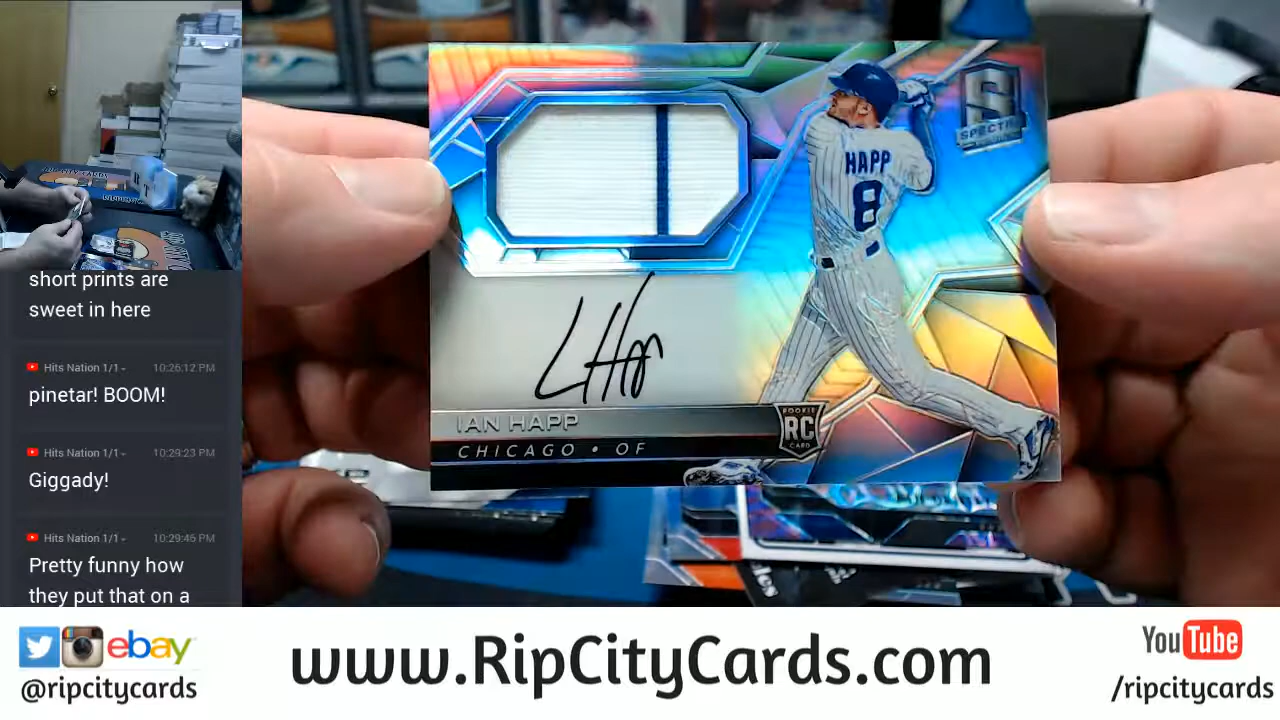 short prints are
sweet in here
Hits Nation 1/1 10:26:12 PM
pinetar! BOOM!
Hits Nation 1/1 10:29:23 PM
Giggady!
Hits Nation 1/1 10:29:46 PM
Pretty funny how
they put that on a
HAPP
8
S
SPECTRA
IAN HAPP
CHICAGO • OF
ROOKIE
RC
CARD
ebay
@ripcitycards
www.RipCityCards.com
YouTube
/ripcitycards